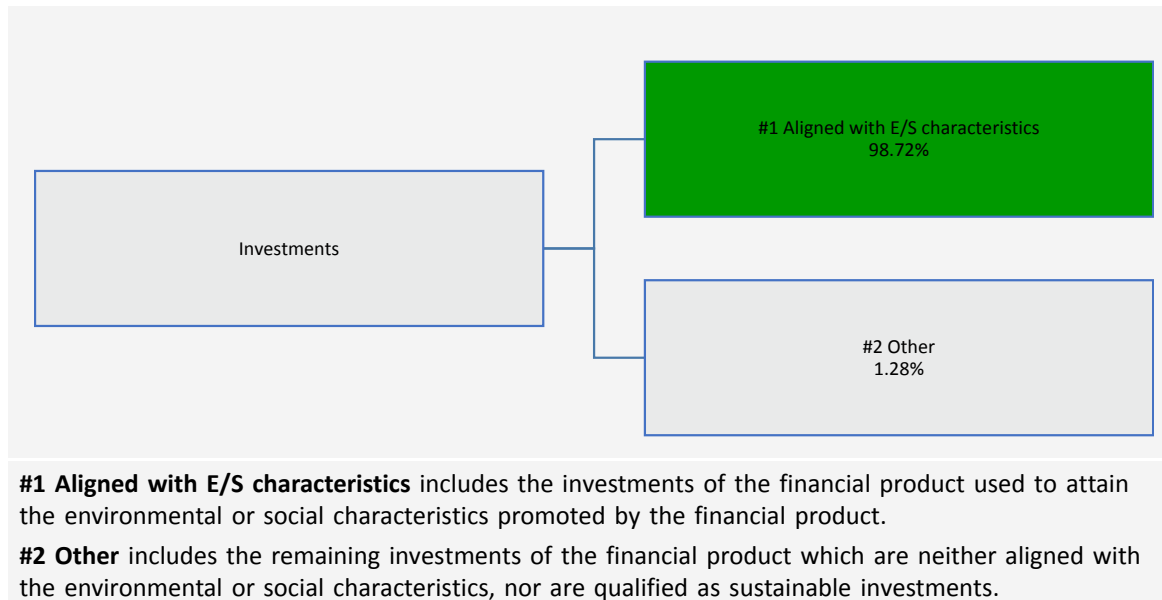 #1 Aligned with E/S characteristics
98.72%
Investments
#2 Other
1.28%
#1 Aligned with E/S characteristics includes the investments of the financial product used to attain
the environmental or social characteristics promoted by the financial product.
#2 Other includes the remaining investments of the financial product which are neither aligned with
the environmental or social characteristics, nor are qualified as sustainable investments.